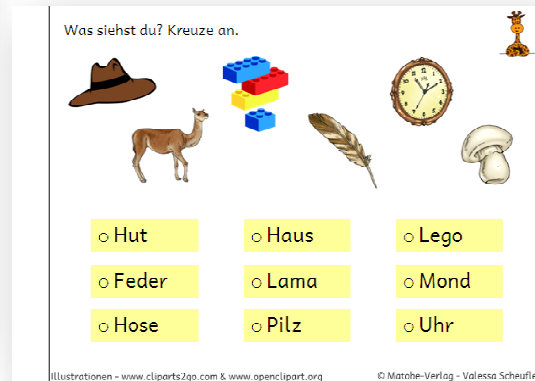 Was siehst du? Kreuze an.
Hut
Haus
Lego
Feder
Lama
Mond
Hose
Pilz
Uhr
Illustrationen - www.cliparts2go.com & www.openclipart.org
© Matobe-Verlag - Valessa Scheufle